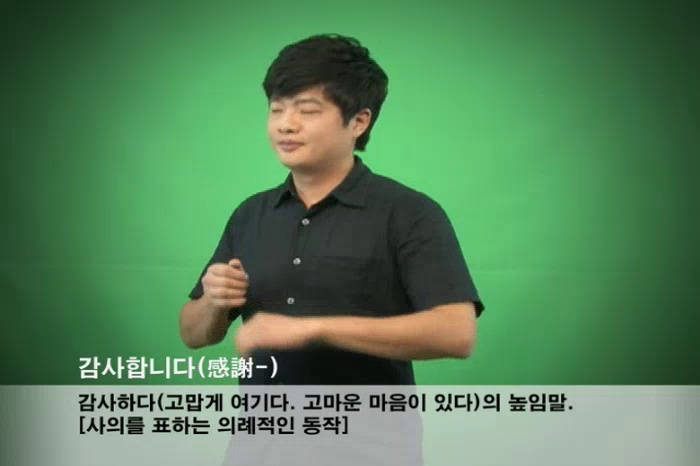 감사합니다(感謝-)
감사하다(고맙게 여기다. 고마운 마음이 있다)의 높임말.
[사의를 표하는 의례적인 동작]